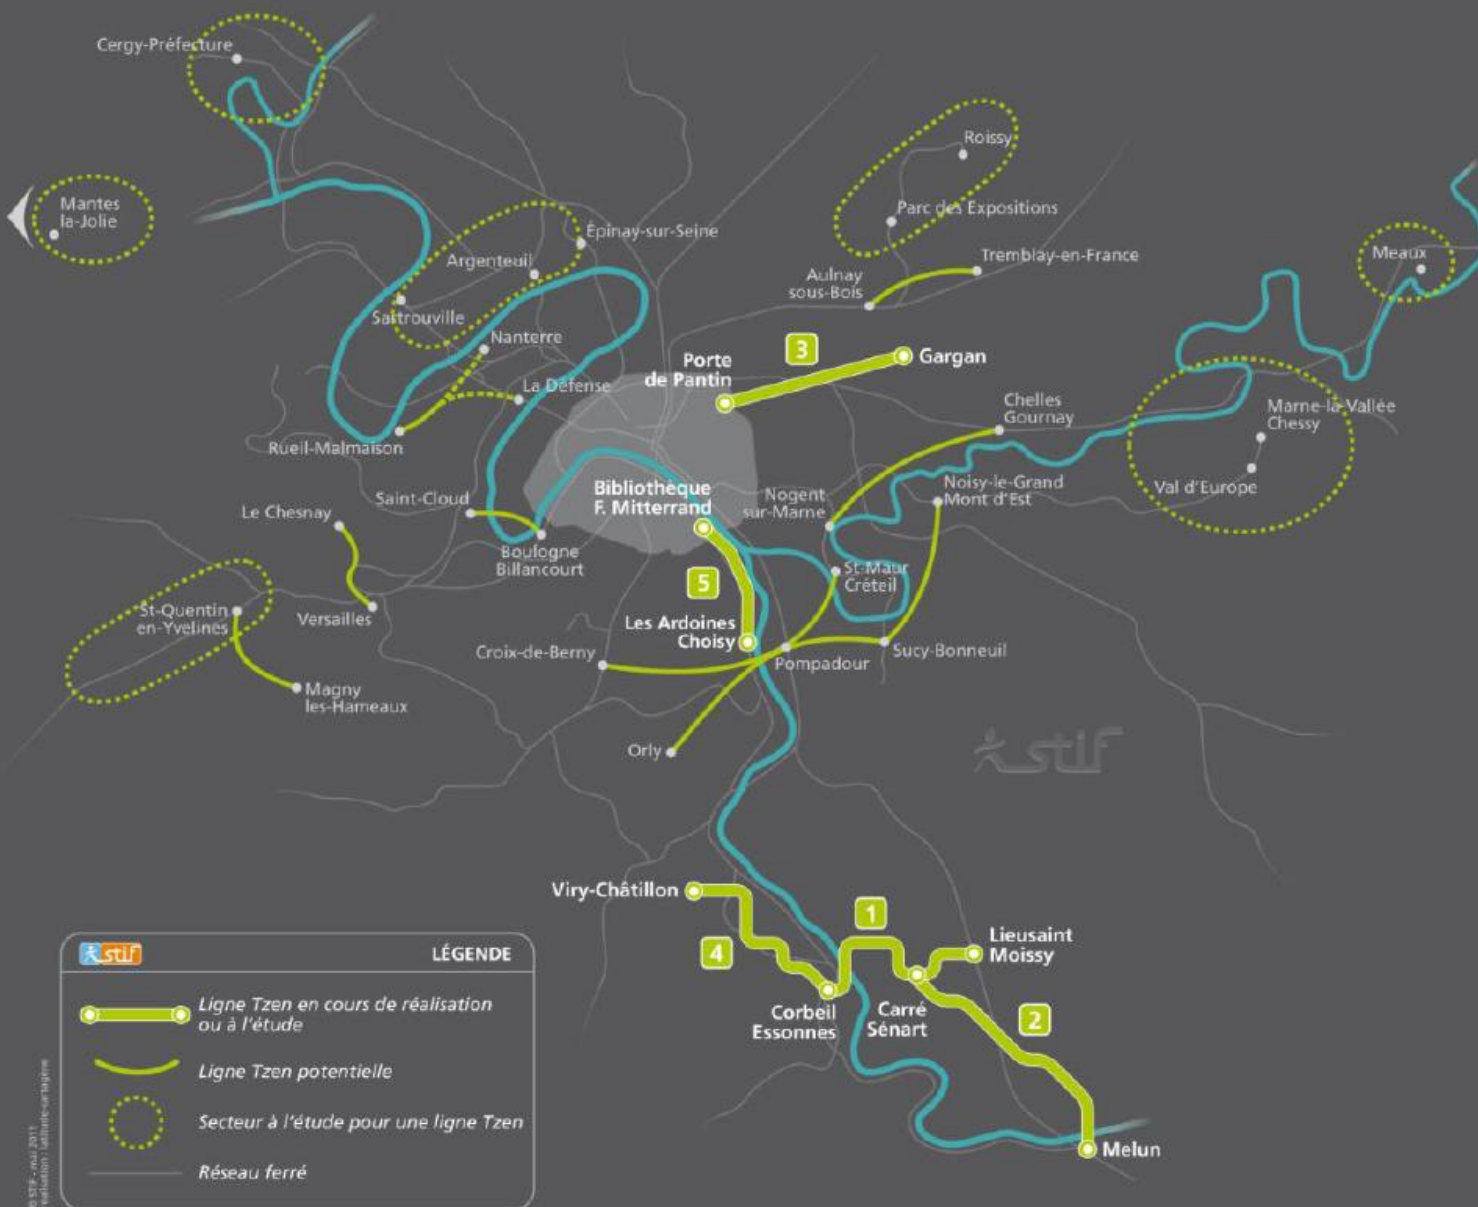 Cergy-Préfecture
Mantes
la-Jolie
Roissy
Parc des Expositions
Épinay-sur-Seine
Argenteuil
Sartrouville
Tremblay-en-France
Aulnay
sous-Bois
Meaux
Nanterre
La Défense
Rueil-Malmaison
Porte
de Pantin
3
Gargan
Chelles
Gournay
Marne-la-Vallée
Chessy
Val d'Europe
Noisy-le-Grand
Mont d'Est
Nogent
sur-Marne
Bibliothèque
F. Mitterrand
Saint-Cloud
Le Chesnay
Boulogne
Billancourt
St-Maur
Créteil
5
St-Quentin
en-Yvelines
Versailles
Les Ardoines
Choisy
Croix-de-Berny
Pompadour
Sucy-Bonneuil
Magny
les-Hameaux
Orly
stif
Viry-Châtillon
4
1
Lieusaint
Moissy
Corbeil
Essonnes
Carré
Sénart
2
Melun
stif
LÉGENDE
Ligne Tzen en cours de réalisation
ou à l'étude
Ligne Tzen potentielle
Secteur à l'étude pour une ligne Tzen
Réseau ferré
© STIF - mai 2011